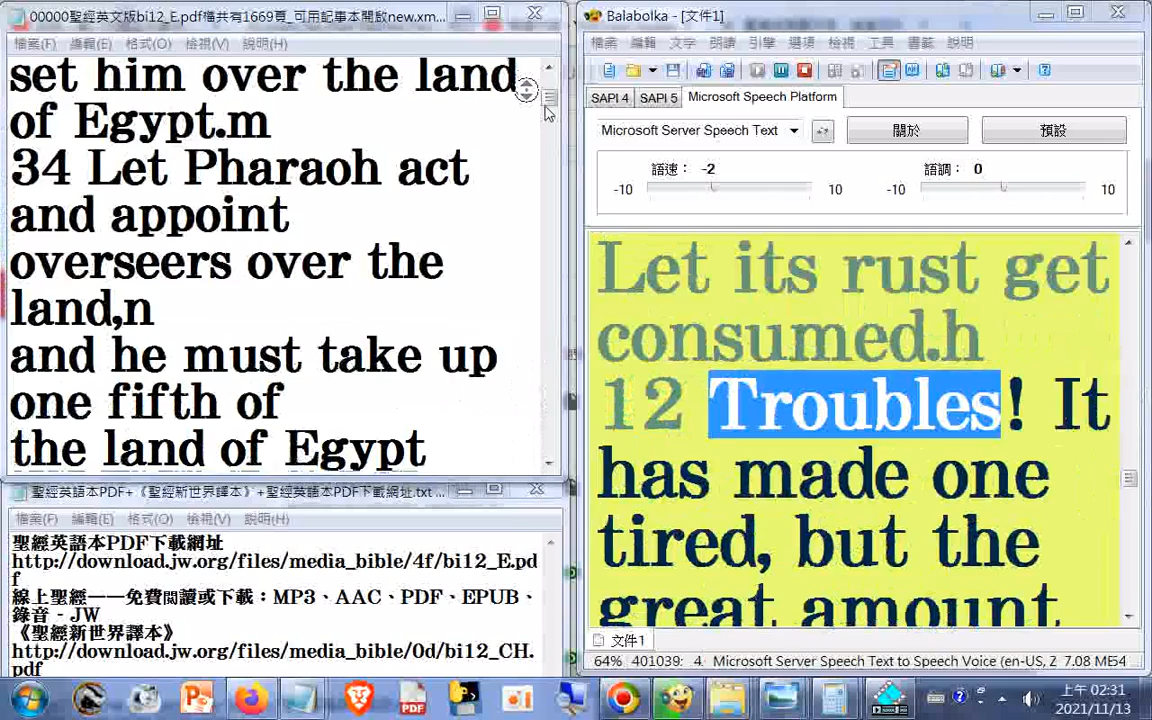 00000聖經英文版bi12_E.pdf檔共有1669頁_可用記事本開啟new.xm...
檔案(F) 編輯(E) 格式(O) 檢視(V) 說明(H)
set him over the land
of Egypt.m
34 Let Pharaoh act
and appoint
overseers over the
land,n
and he must take up
one fifth of
the land of Egypt
聖經英語本PDF+《聖經新世界譯本》+聖經英語本PDF下載網址.txt ...
檔案(F) 編輯(E) 格式(O) 檢視(V) 說明(H)
聖經英語本PDF下載網址
http://download.jw.org/files/media_bible/4f/bi12_E.pd
f
線上聖經——免費閱讀或下載：MP3、AAC、PDF、EPUB、
錄音 - JW
《聖經新世界譯本》
http://download.jw.org/files/media_bible/0d/bi12_CH.
pdf
Balabolka - [文件1]
檔案 編輯 文字 朗讀 引擎 選項 檢視 工具 書籤 說明
SAPI 4 SAPI 5 Microsoft Speech Platform
Microsoft Server Speech Text 關於 預設
語速： -2 語調： 0
-10 10 -10 10
Let its rust get
consumed.h
12 Troubles! It
has made one
tired, but the
great amount
文件1
64% 401039: 4. Microsoft Server Speech Text to Speech Voice (en-US, Z 7.08 ME54
上午 02:31
2021/11/13